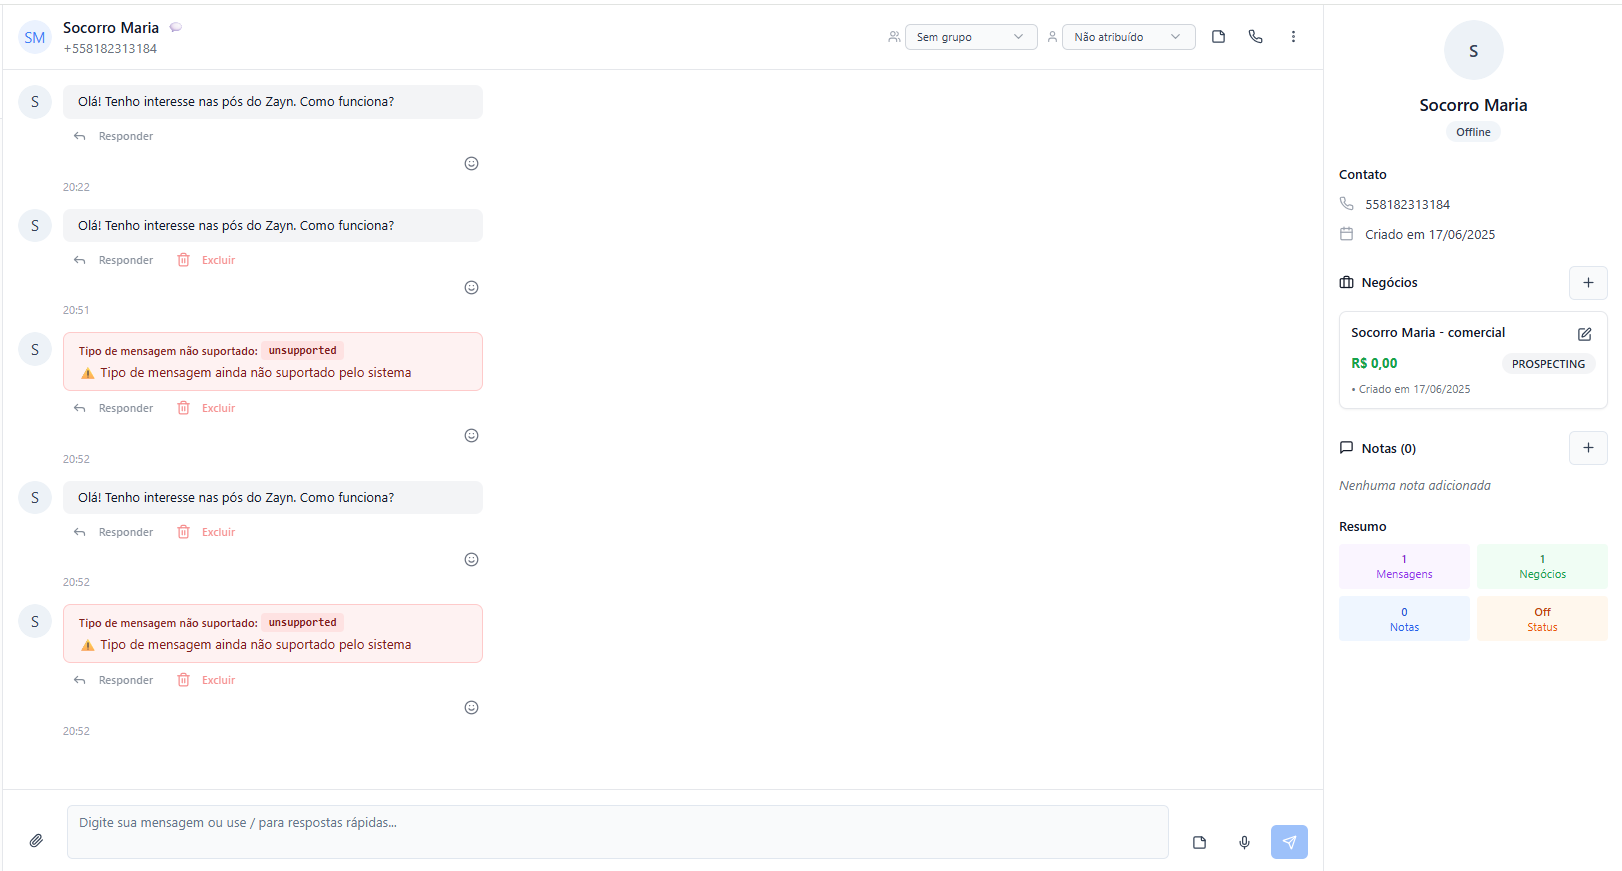 SM
Socorro Maria
+558182313184
Sem grupo
Não atribuído
S
Olá! Tenho interesse nas pós do Zayn. Como funciona?
Responder
20:22
S
Olá! Tenho interesse nas pós do Zayn. Como funciona?
Responder Excluir
20:51
S
Tipo de mensagem não suportado: unsupported
Tipo de mensagem ainda não suportado pelo sistema
Responder Excluir
20:52
S
Olá! Tenho interesse nas pós do Zayn. Como funciona?
Responder Excluir
20:52
S
Tipo de mensagem não suportado: unsupported
Tipo de mensagem ainda não suportado pelo sistema
Responder Excluir
20:52
Digite sua mensagem ou use / para respostas rápidas...
S
Socorro Maria
Offline
Contato
558182313184
Criado em 17/06/2025
Negócios
Socorro Maria - comercial
R$ 0,00 PROSPECTING
• Criado em 17/06/2025
Notas (0)
Nenhuma nota adicionada
Resumo
1
Mensagens
1
Negócios
0
Notas
Off
Status